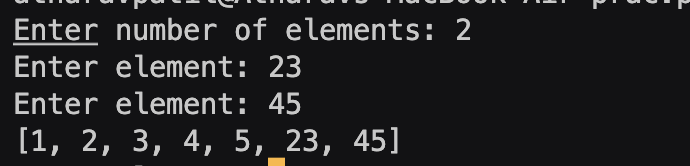 Enter number of elements: 2
Enter element: 23
Enter element: 45
[1, 2, 3, 4, 5, 23, 45]